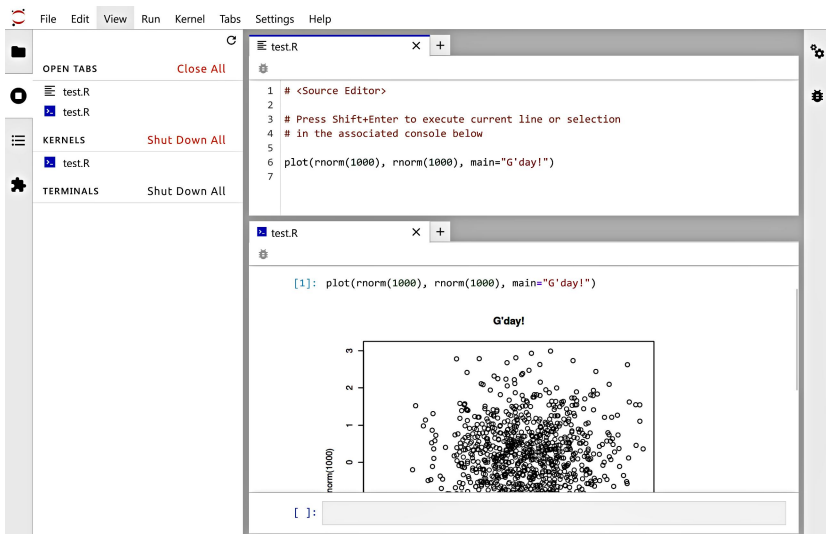 File Edit View Run Kernel Tabs Settings Help
OPEN TABS Close All
test.R
test.R
KERNELS Shut Down All
test.R
TERMINALS Shut Down All
test.R
1 # <Source Editor>
2
3 # Press Shift+Enter to execute current line or selection
4 # in the associated console below
5
6 plot(rnorm(1000), rnorm(1000), main="G'day!")
7
test.R
[1]: plot(rnorm(1000), rnorm(1000), main="G'day!")
G'day!
3
2
1
0
rnorm(1000)
[ ]: